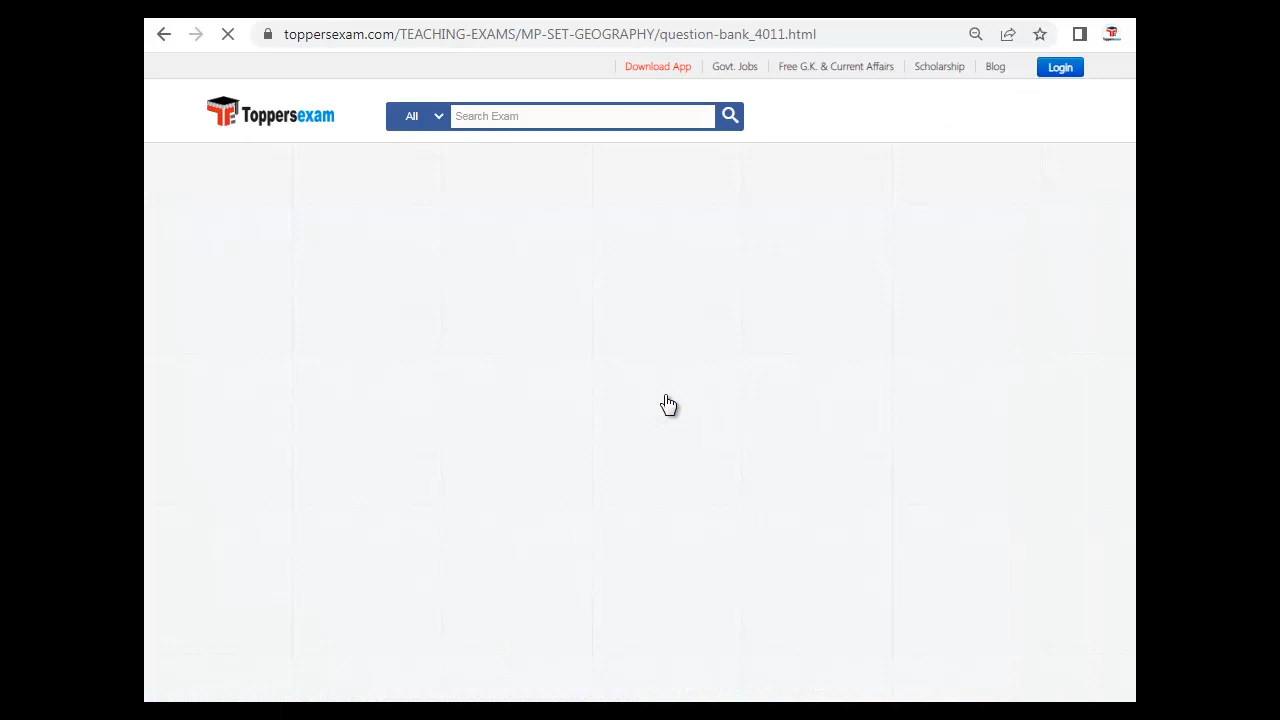 toppersexam.com/TEACHING-EXAMS/MP-SET-GEOGRAPHY/question-bank_4011.html
Download App Govt. Jobs Free G.K. & Current Affairs Scholarship Blog Login
Toppersexam All Search Exam